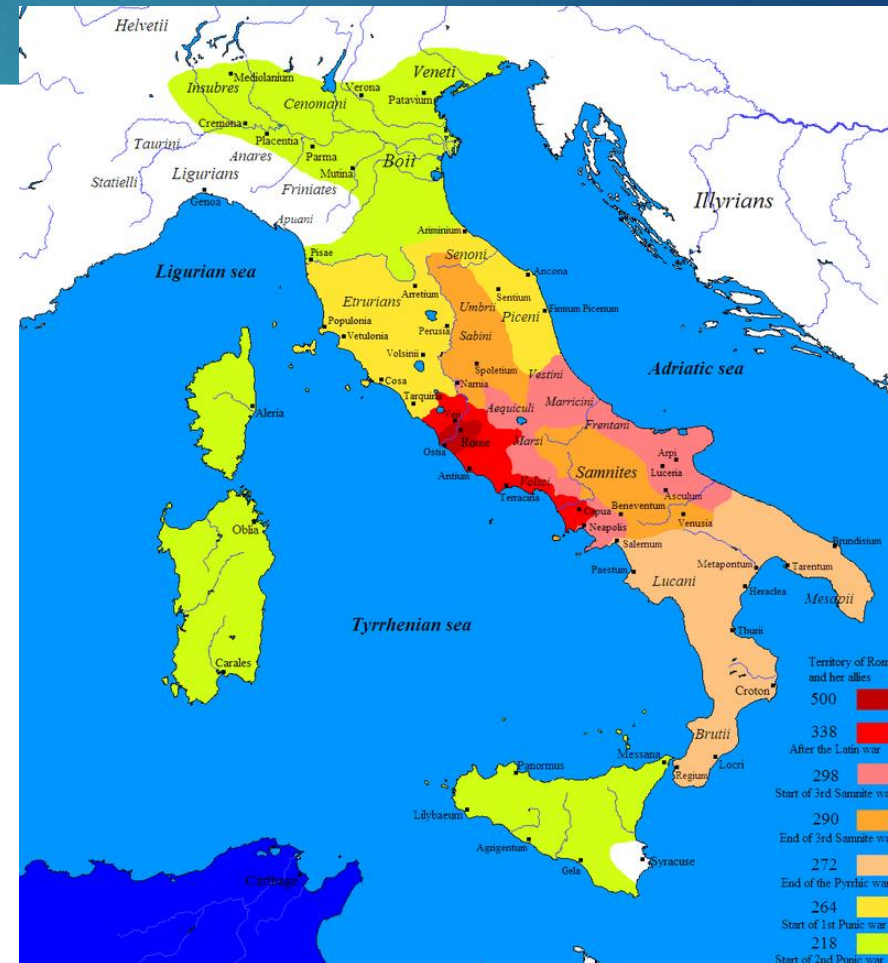 Helvetii
Insubres
Mediolanium
Cenomani
Verona
Veneti
Patavium
Cremona
Placentia
Taurini
Anares
Parma
Boii
Statielli
Ligurians
Mutina
Friniates
Genoa
Apuani
Illyrians
Ariminium
Pisae
Senoni
Ligurian sea
Ancona
Etrurians
Arretium
Sentium
Umbrii
Firmum Picenum
Piceni
Populonia
Perusia
Vetulonia
Sabini
Volsinii
Adriatic sea
Spoletium
Vestini
Cosa
Narnia
Tarquinii
Aequiculi
Marricini
Aleria
Veii
Frentani
Rome
Marsi
Ostia
Arpi
Samnites
Luceria
Antium
Volsci
Terracina
Asculum
Capua
Beneventum
Venusia
Oblia
Neapolis
Salernum
Brundisium
Paestum
Metapontum
Tarentum
Lucani
Heraclea
Mesapii
Tyrrhenian sea
Thurii
Carales
Croton
Brutii
Messana
Locri
Panormus
Regium
Lilybaeum
Agrigentum
Syracuse
Gela
Carthage
Territory of Rom
and her allies
500
338
After the Latin war
298
Start of 3rd Samnite wa
290
End of 3rd Samnite wa
272
End of the Pyrrhic war
264
Start of 1st Punic war
218
Start of 2nd Punic war